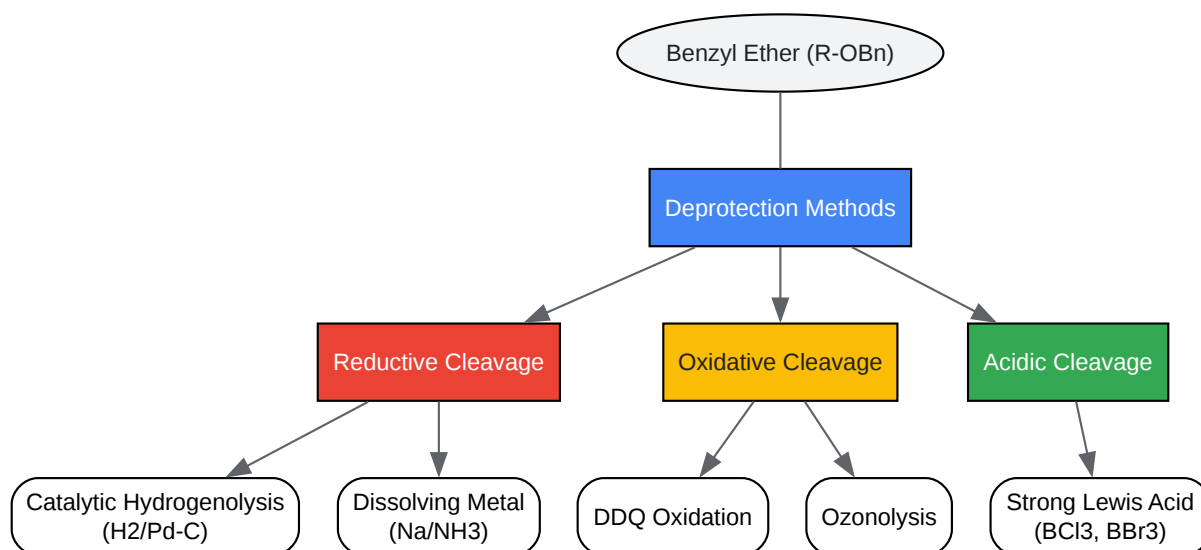 Benzyl Ether (R-OBn)
Deprotection Methods
Reductive Cleavage
Oxidative Cleavage
Acidic Cleavage
Catalytic Hydrogenolysis
(H2/Pd-C)
Dissolving Metal
(Na/NH3)
DDQ Oxidation
Ozonolysis
Strong Lewis Acid
(BCl3, BBr3)